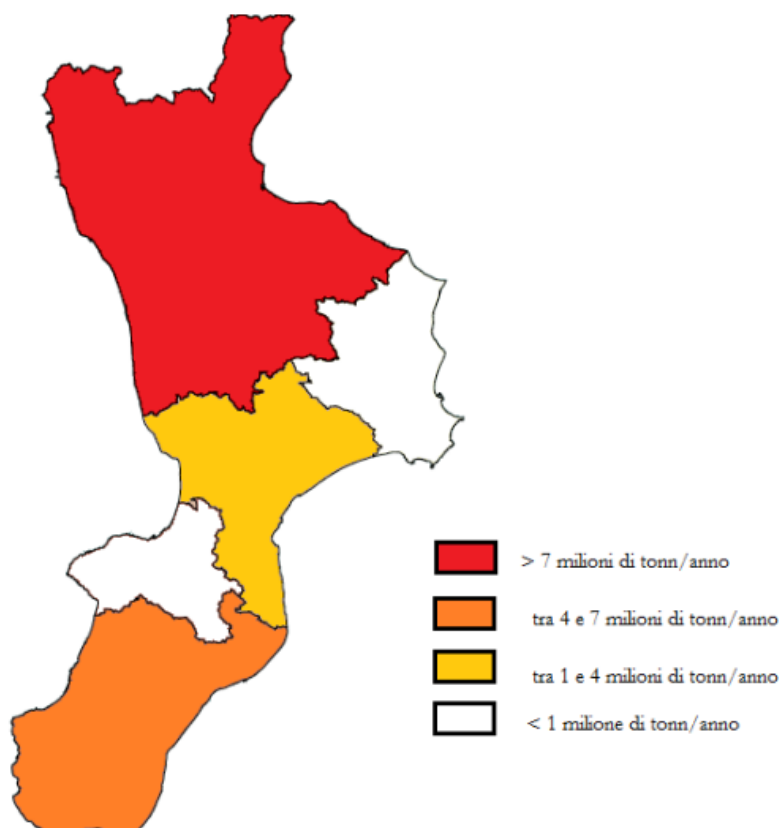 > 7 milioni di tonn/anno
tra 4 e 7 milioni di tonn/anno
tra 1 e 4 milioni di tonn/anno
< 1 milione di tonn/anno